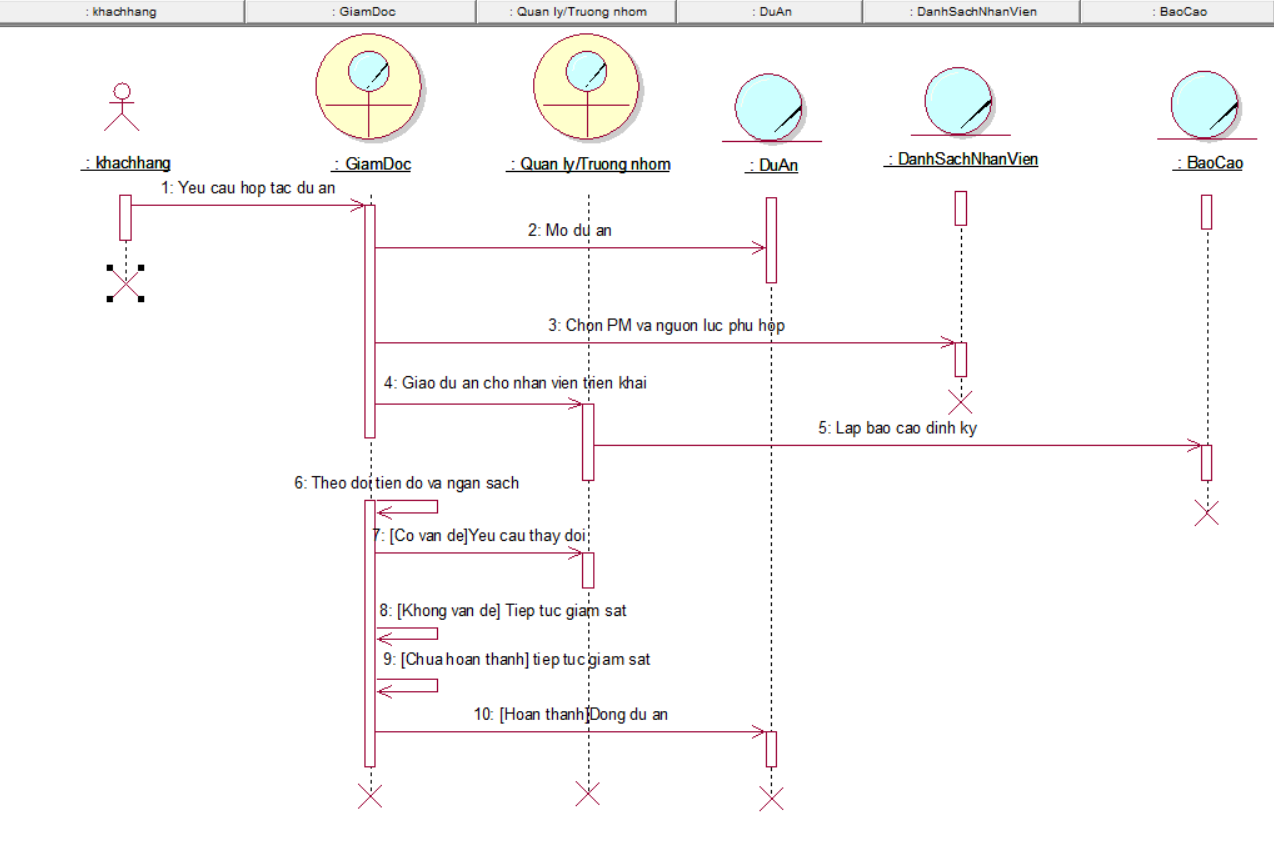 : khachhang
: GiamDoc
: Quan ly/Truong nhom
: DuAn
: DanhSachNhanVien
: BaoCao
: khachhang
: GiamDoc
: Quan ly/Truong nhom
: DuAn
: DanhSachNhanVien
: BaoCao
1: Yeu cau hop tac du an
2: Mo du an
3: Chon PM va nguon luc phu hop
4: Giao du an cho nhan vien trien khai
5: Lap bao cao dinh ky
6: Theo doi tien do va ngan sach
7: [Co van de]Yeu cau thay doi
8: [Khong van de] Tiep tuc giam sat
9: [Chua hoan thanh] tiep tuc giam sat
10: [Hoan thanh]Dong du an